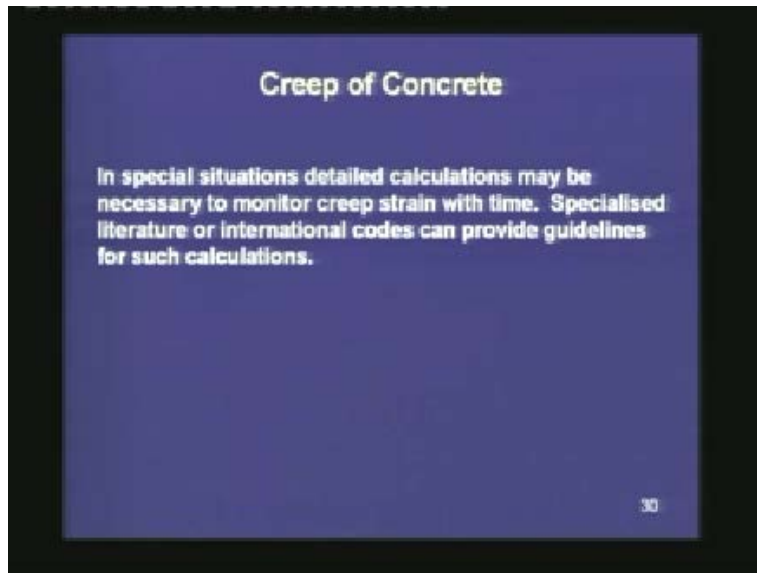 Creep of Concrete
In special situations detailed calculations may be
necessary to monitor creep strain with time. Specialised
literature or international codes can provide guidelines
for such calculations.
30